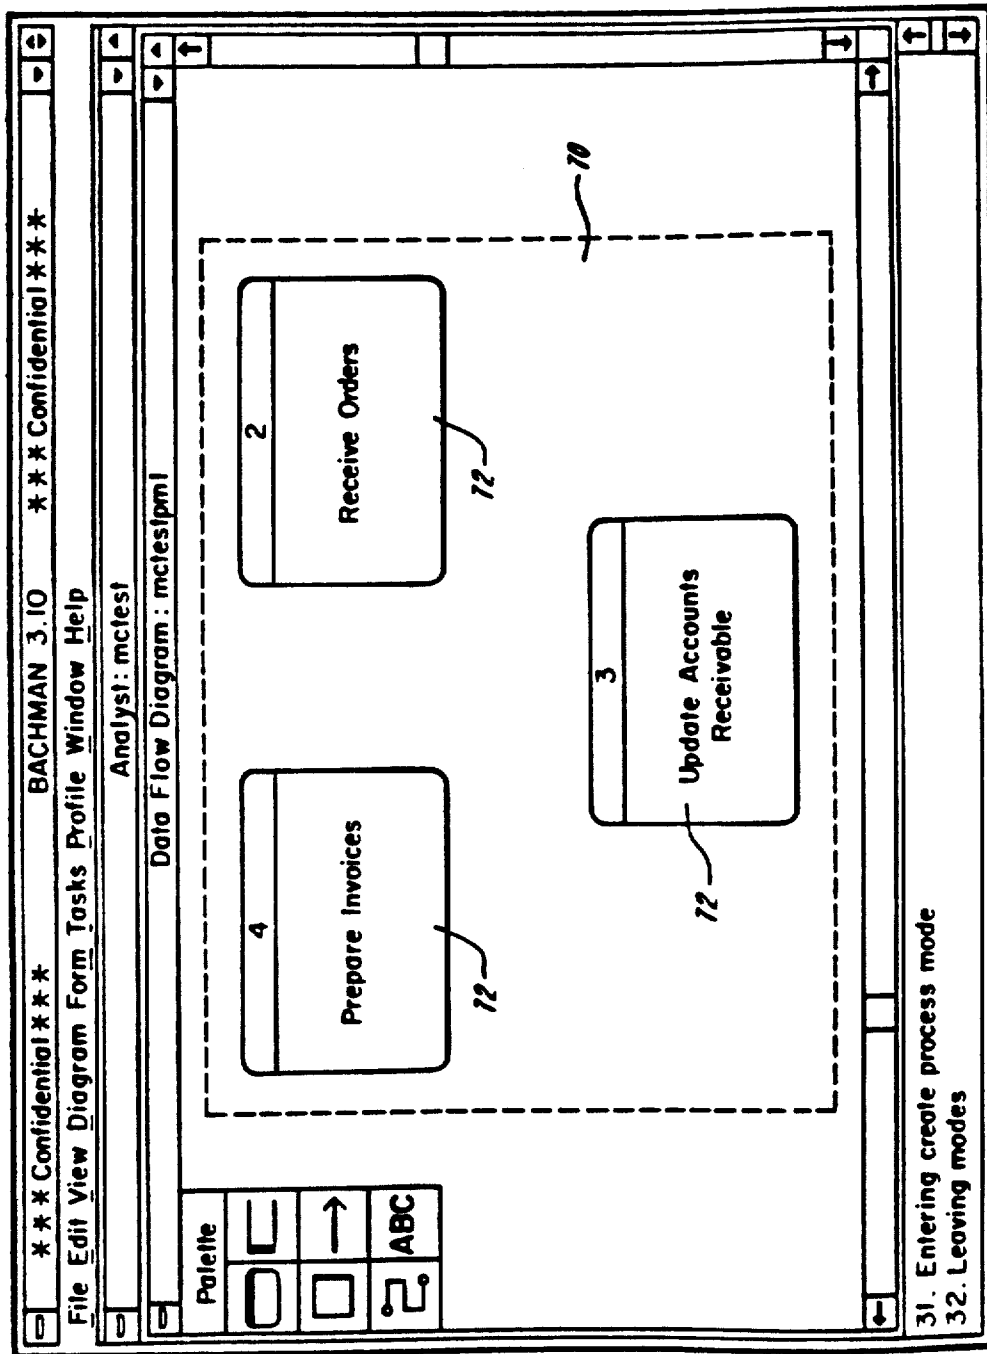 ***Confidential*** BACHMAN 3.10 ***Confidential***
File Edit View Diagram Form Tasks Profile Window Help
Analyst: mctest
Data Flow Diagram : mctestpm1
Palette
ABC
4
Prepare Invoices
72
2
Receive Orders
72
70
3
Update Accounts
Receivable
72
31. Entering create process mode
32. Leaving modes